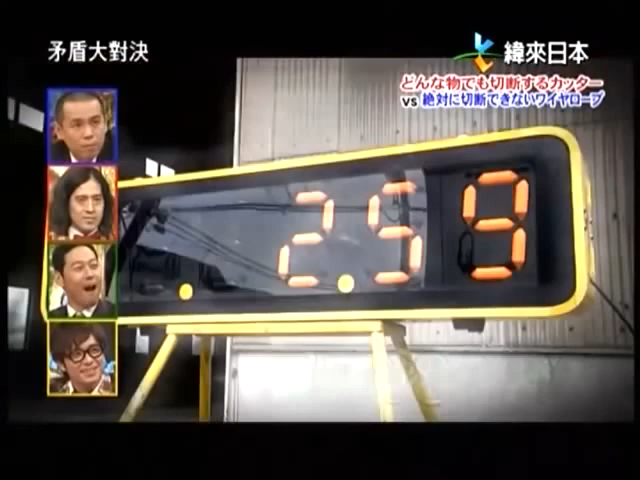 矛盾大對決
緯來日本
どんな物でも切断するカッター
vs 絶対に切断できないワイヤロープ
.2.59